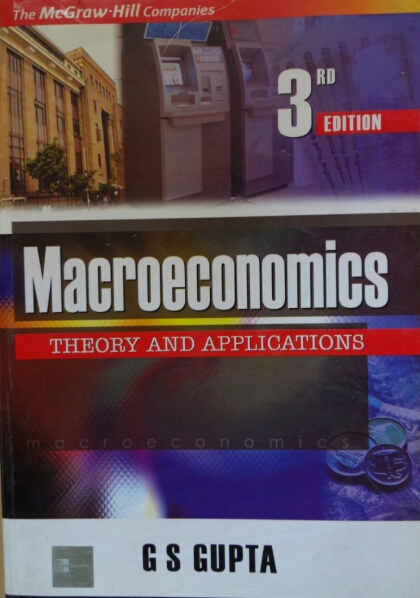 The McGraw·Hill Companies
3RD
EDITION
Macroeconomics
THEORY AND APPLICATIONS
macroeconomics
G S GUPTA